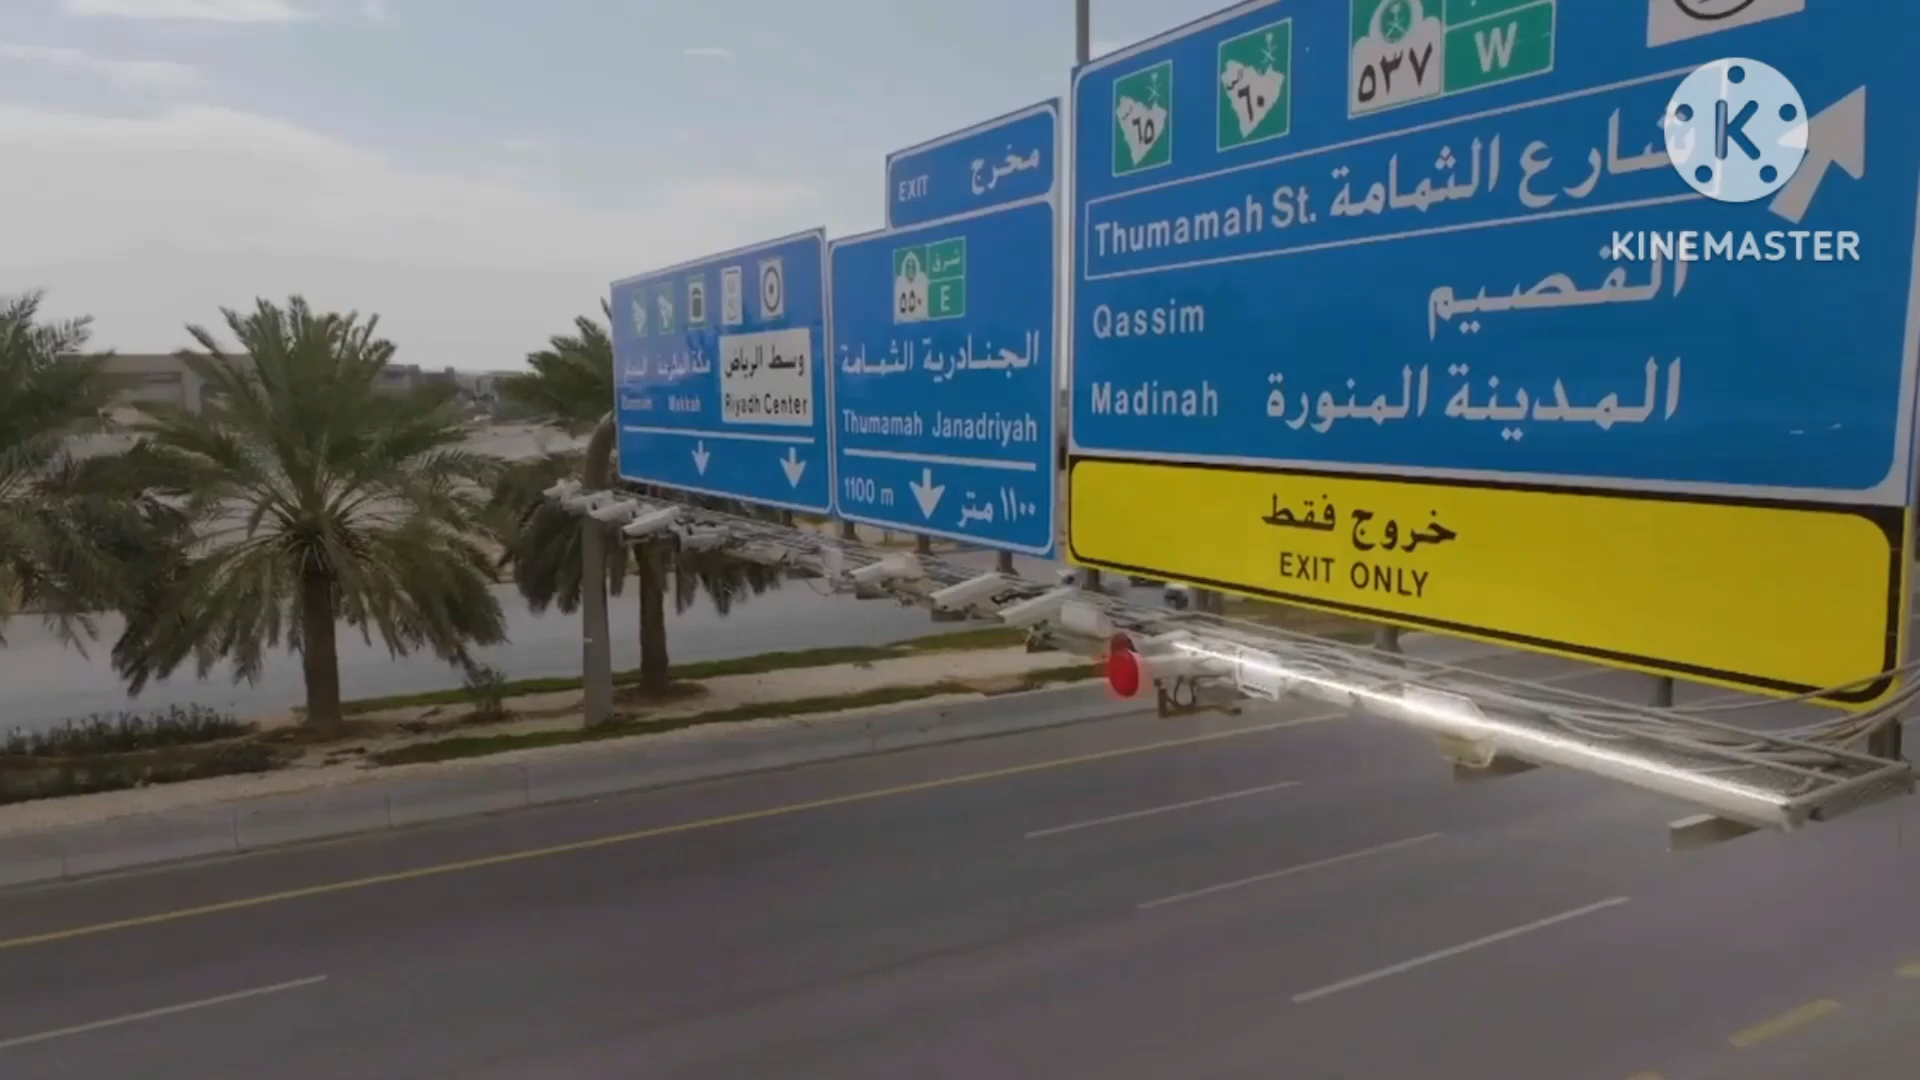 مكة المكرمة الدمام
Dammam Makkah
وسط الرياض
Riyadh Center
EXIT مخرج
شرق
٥٥٠ E
الجنادرية الثمامة
Thumamah Janadriyah
1100 m ١١٠٠ متر
٦٥ ٦٠ ٥٣٧ W
Thumamah St. شارع الثمامة
Qassim القصيم
Madinah المدينة المنورة
خروج فقط
EXIT ONLY
K
KINEMASTER